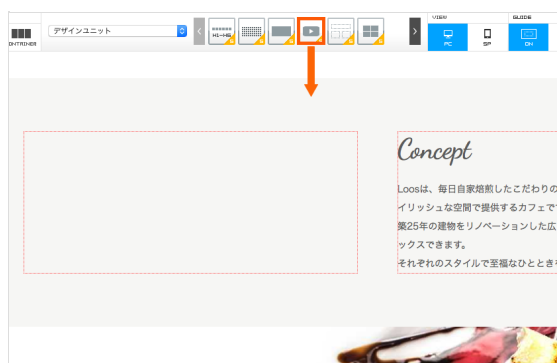 VIEW
GUIDE
デザインユニット
H1-H6
CONTAINER
PC
SP
ON
Concept
Loosは、毎日自家焙煎したこだわりの
イリッシュな空間で提供するカフェで
築25年の建物をリノベーションした広
ックスできます。
それぞれのスタイルで至福なひととき